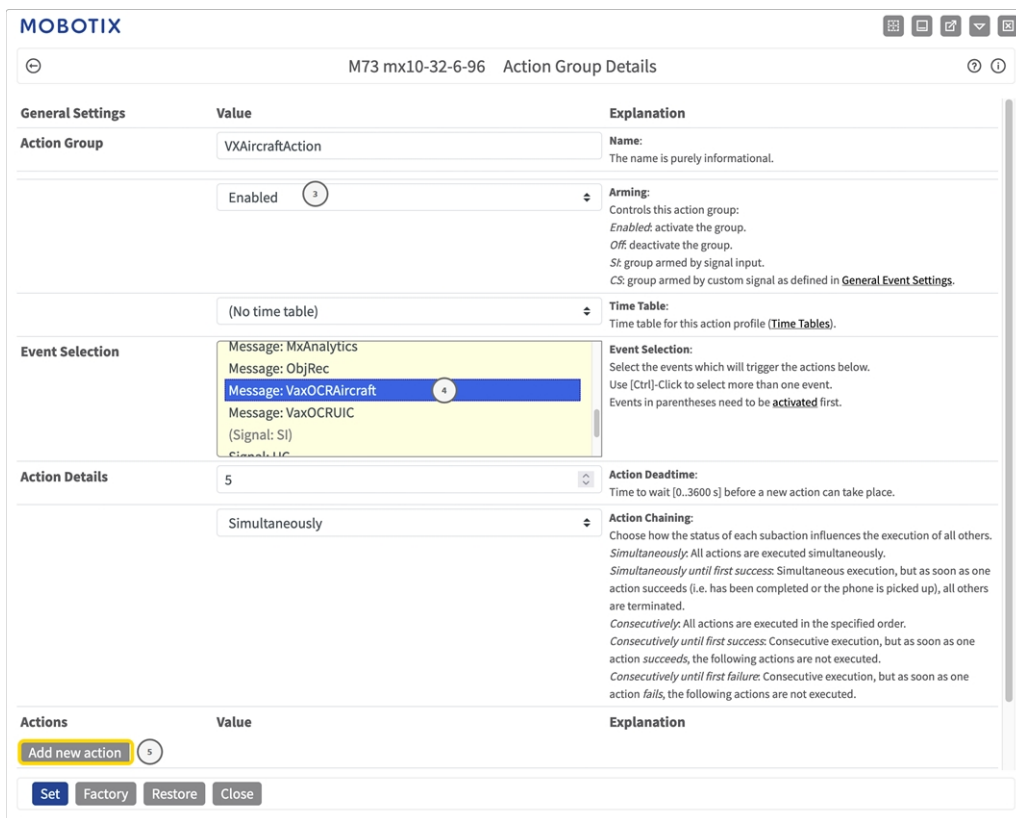 MOBOTIX
M73 mx10-32-6-96 Action Group Details
General Settings Value Explanation
Action Group VXAircraftAction Name:
The name is purely informational.
Enabled 3 Arming:
Controls this action group:
Enabled: activate the group.
Off: deactivate the group.
SI: group armed by signal input.
CS: group armed by custom signal as defined in General Event Settings.
(No time table) Time Table:
Time table for this action profile (Time Tables).
Event Selection Message: MxAnalytics Event Selection:
Message: ObjRec Select the events which will trigger the actions below.
Message: VaxOCRAircraft 4 Use [Ctrl]-Click to select more than one event.
Message: VaxOCRUIC Events in parentheses need to be activated first.
(Signal: SI)
Signal: UC
Action Details 5 Action Deadtime:
Time to wait [0..3600 s] before a new action can take place.
Simultaneously Action Chaining:
Choose how the status of each subaction influences the execution of all others.
Simultaneously: All actions are executed simultaneously.
Simultaneously until first success: Simultaneous execution, but as soon as one
action succeeds (i.e. has been completed or the phone is picked up), all others
are terminated.
Consecutively: All actions are executed in the specified order.
Consecutively until first success: Consecutive execution, but as soon as one
action succeeds, the following actions are not executed.
Consecutively until first failure: Consecutive execution, but as soon as one
action fails, the following actions are not executed.
Actions Value Explanation
Add new action 5
Set Factory Restore Close